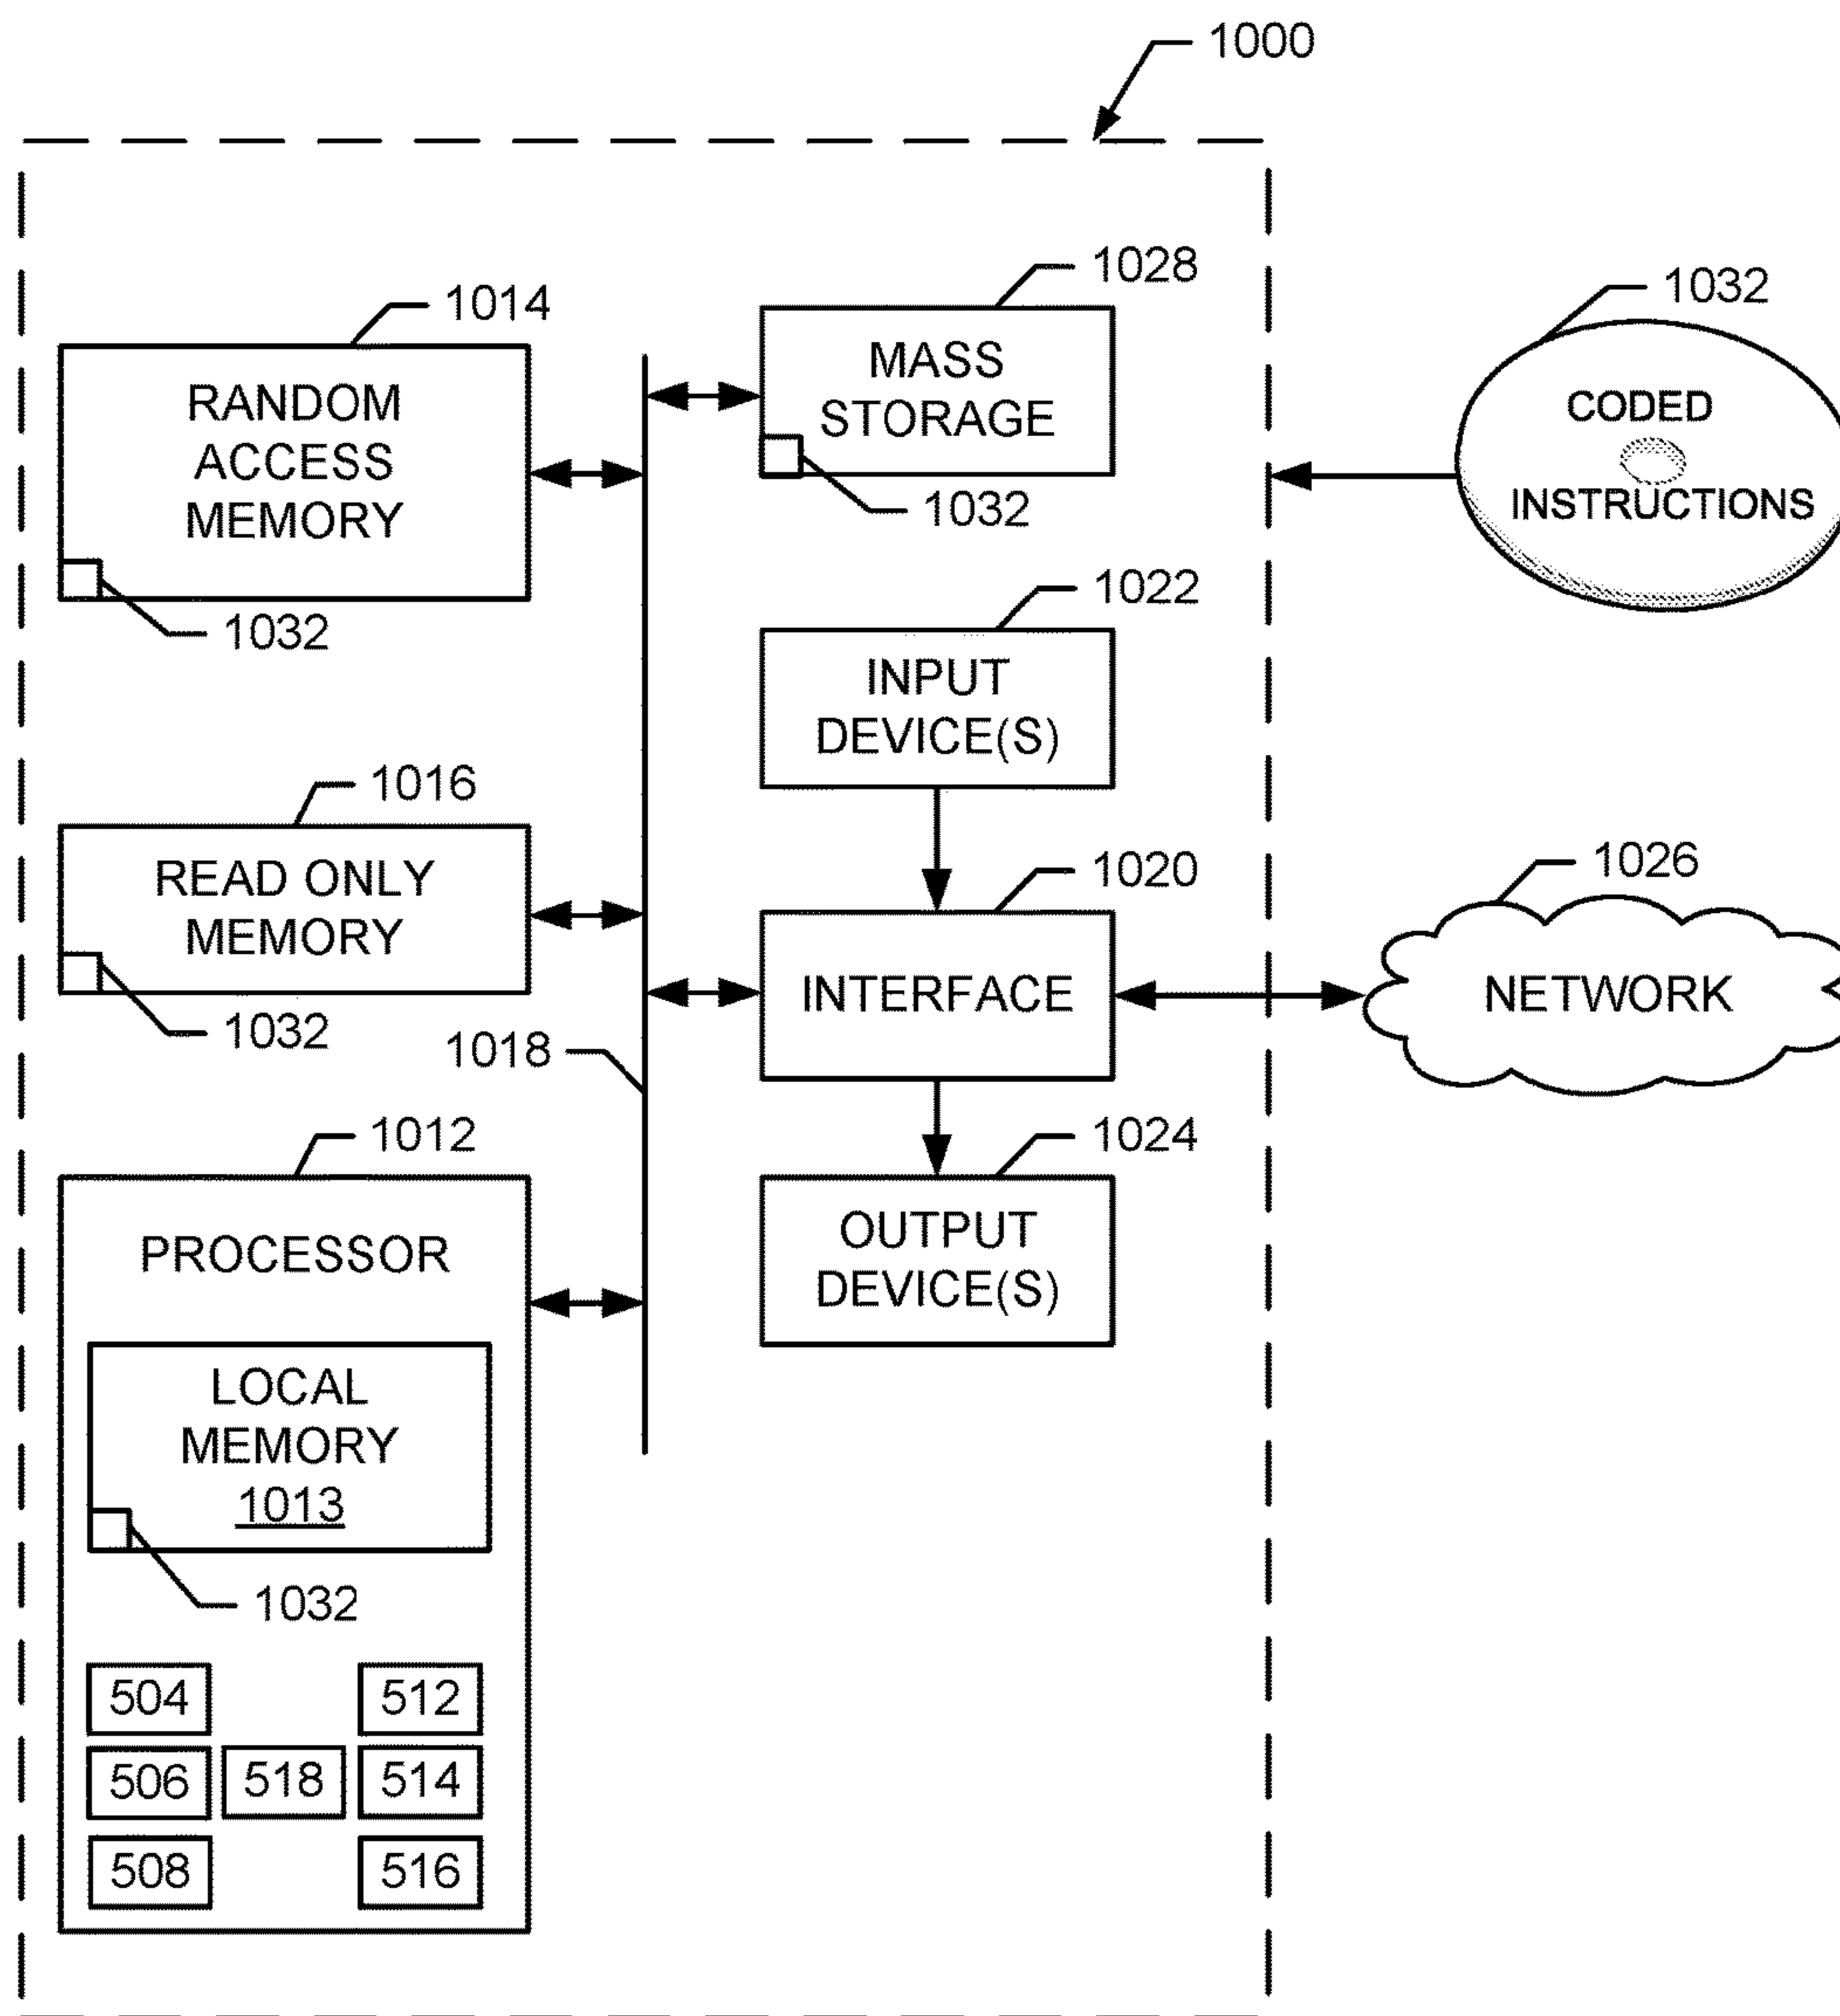 1000
1014
RANDOM
ACCESS
MEMORY
1032
1028
MASS
STORAGE
1032
1032
CODED
INSTRUCTIONS
1022
INPUT
DEVICE(S)
1016
READ ONLY
MEMORY
1032
1018
1020
INTERFACE
1026
NETWORK
1012
PROCESSOR
LOCAL
MEMORY
1013
1032
504
512
506
518
514
508
516
1024
OUTPUT
DEVICE(S)